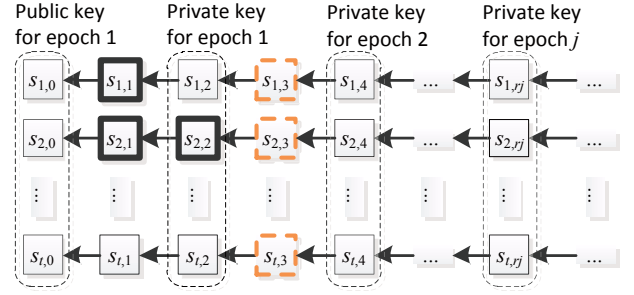 Public key for epoch 1
Private key for epoch 1
Private key for epoch 2
Private key for epoch j
s1,0 s1,1 s1,2 s1,3 s1,4 ... s1,rj ...
s2,0 s2,1 s2,2 s2,3 s2,4 ... s2,rj ...
... ... ... ... ... ... ... ...
st,0 st,1 st,2 st,3 st,4 ... st,rj ...